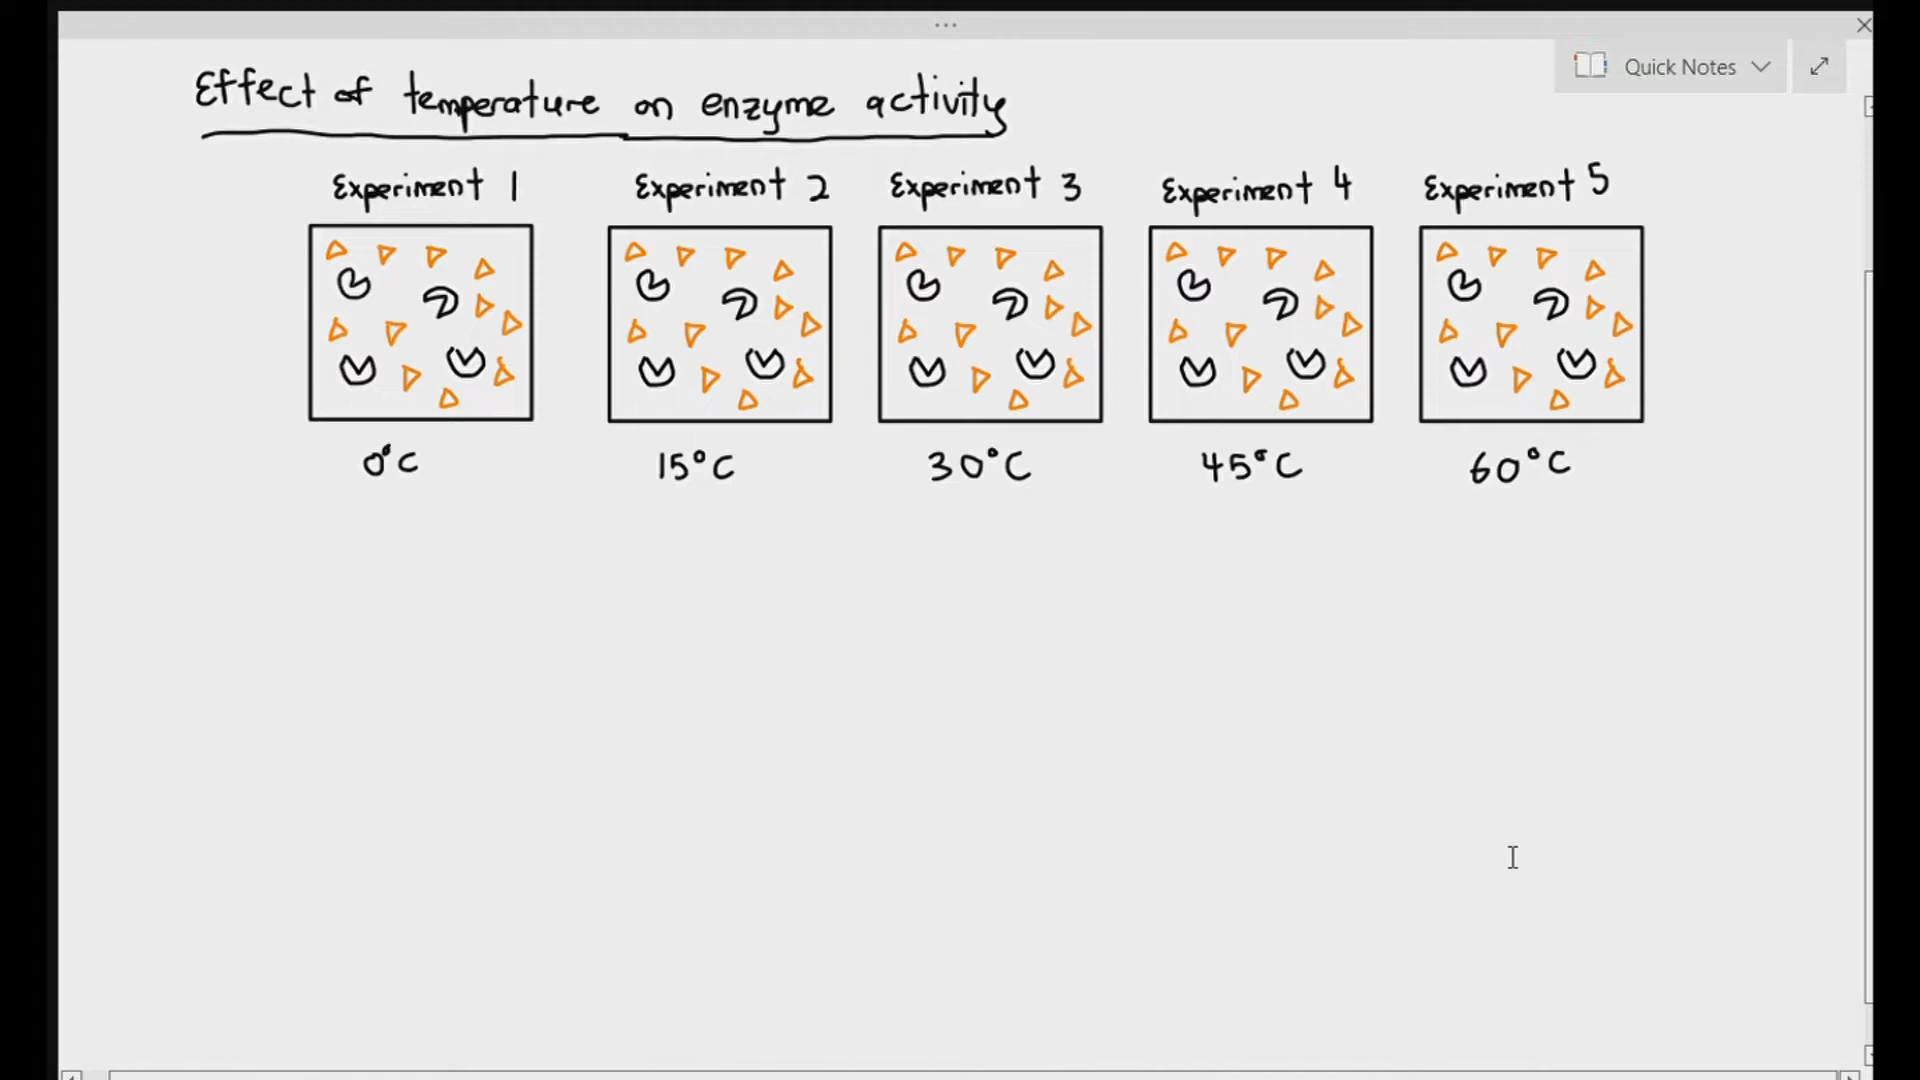 Quick Notes
Effect of temperature on enzyme activity
Experiment 1 Experiment 2 Experiment 3 Experiment 4 Experiment 5
0°C 15°C 30°C 45°C 60°C